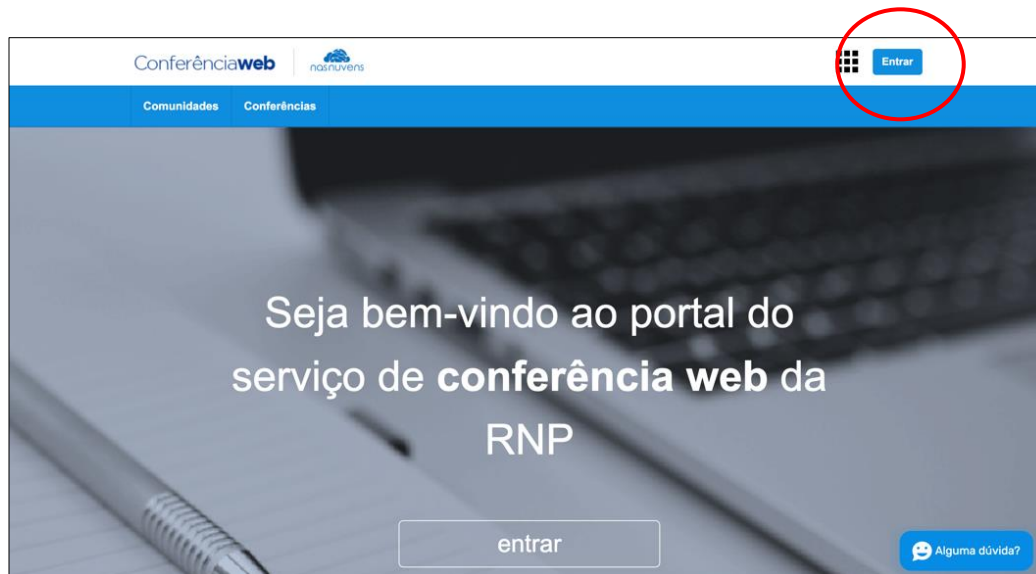 Conferênciaweb
nasnuvens
Entrar
Comunidades
Conferências
Seja bem-vindo ao portal do
serviço de conferência web da
RNP
entrar
Alguma dúvida?